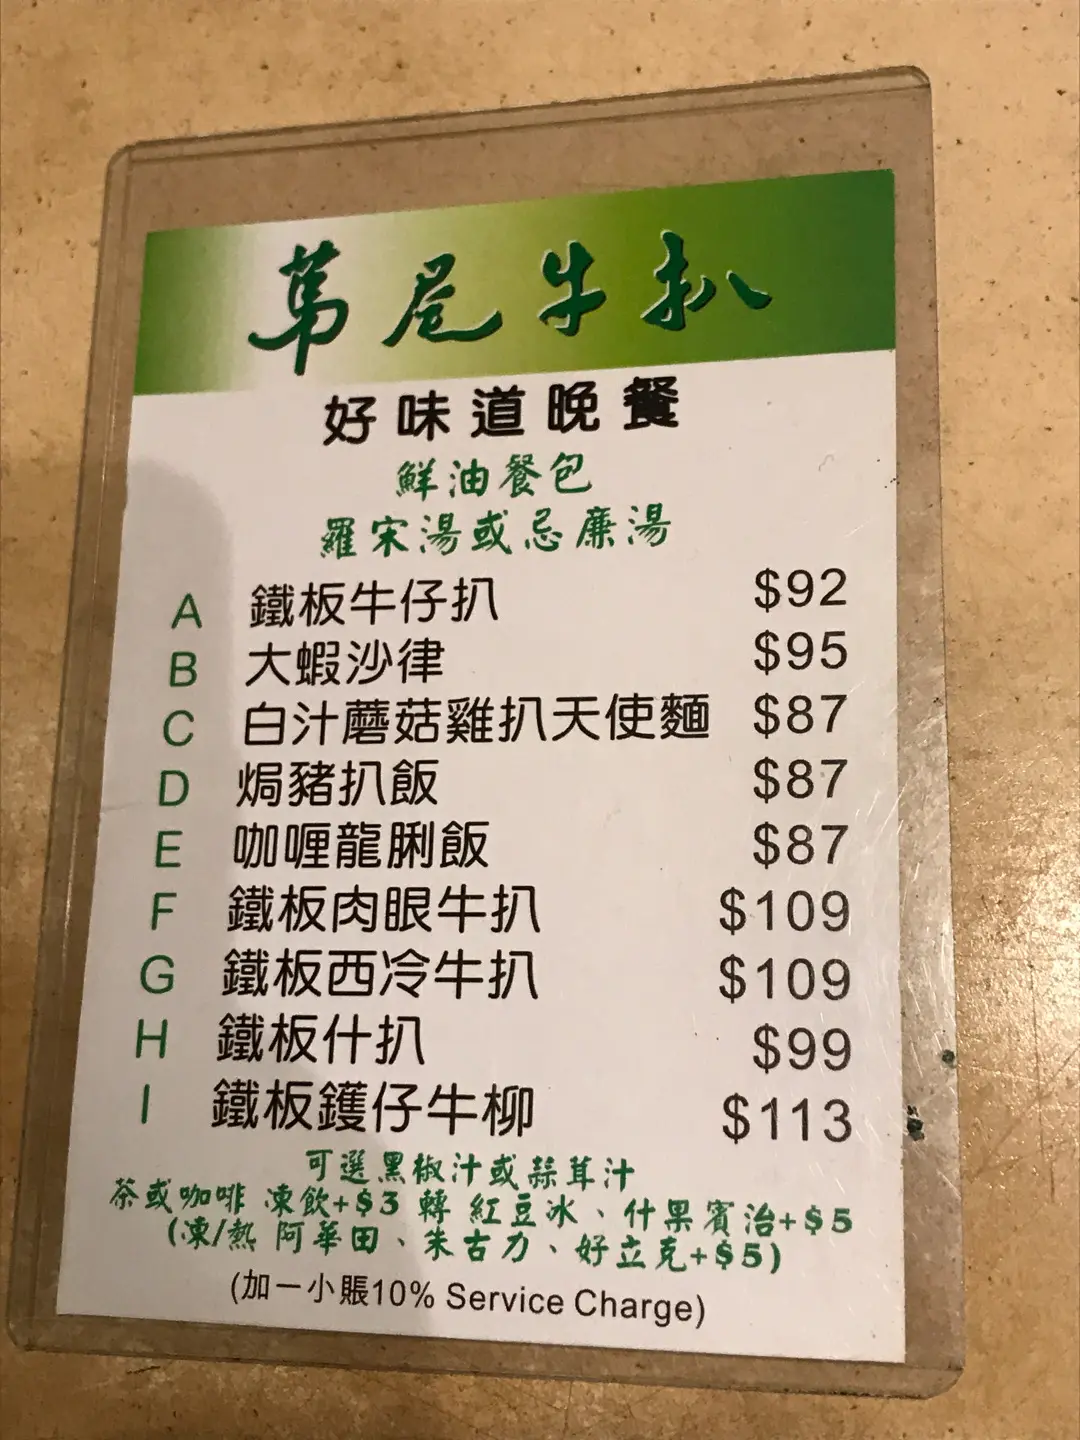 萬尾牛扒
好味道晚餐
鮮油餐包
羅宋湯或忌廉湯
A 鐵板牛仔扒 $92
B 大蝦沙律 $95
C 白汁蘑菇雞扒天使麵 $87
D 焗豬扒飯 $87
E 咖喱龍脷飯 $87
F 鐵板肉眼牛扒 $109
G 鐵板西冷牛扒 $109
H 鐵板什扒 $99
I 鐵板鑊仔牛柳 $113
可選黑椒汁或蒜茸汁
茶或咖啡 凍飲+$3 轉 紅豆冰、什果賓治+$5
(凍/熱 阿華田、朱古力、好立克+$5)
(加一小賬10% Service Charge)